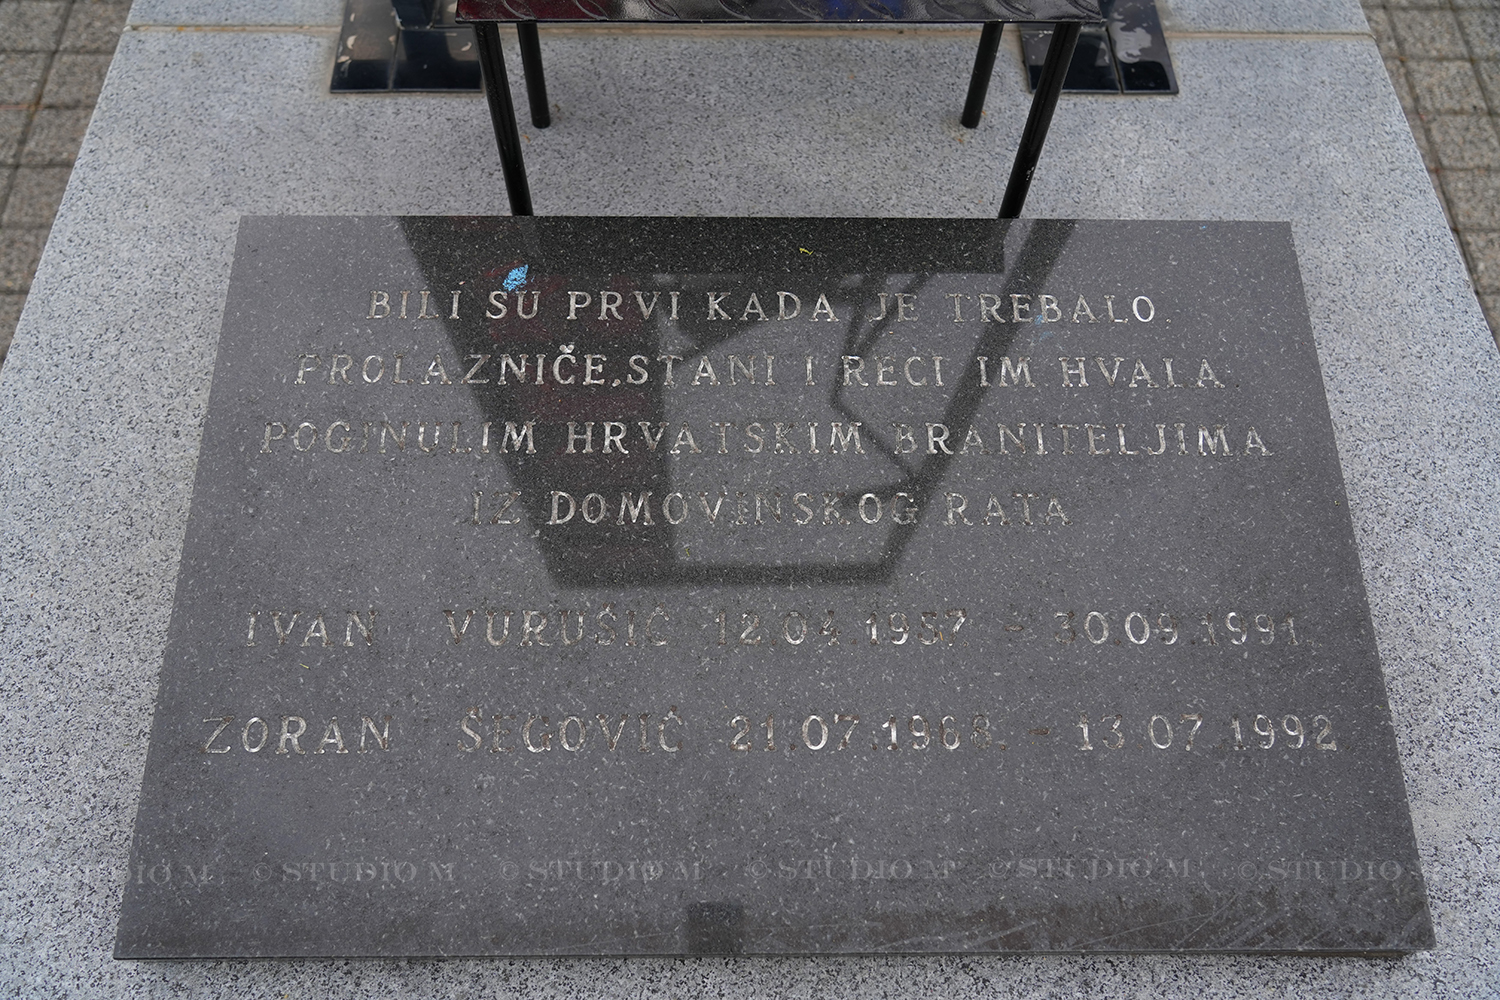 BILI SU PRVI KADA JE TREBALO.
PROLAZNIČE, STANI I RECI IM HVALA
POGINULIM HRVATSKIM BRANITELJIMA
IZ DOMOVINSKOG RATA
IVAN VURUŠIĆ 12.04.1957 - 30.09.1991.
ZORAN ŠEGOVIĆ 21.07.1968. - 13.07.1992.
©STUDIO M ©STUDIO M ©STUDIO M ©STUDIO M ©STUDIO M ©STUDIO